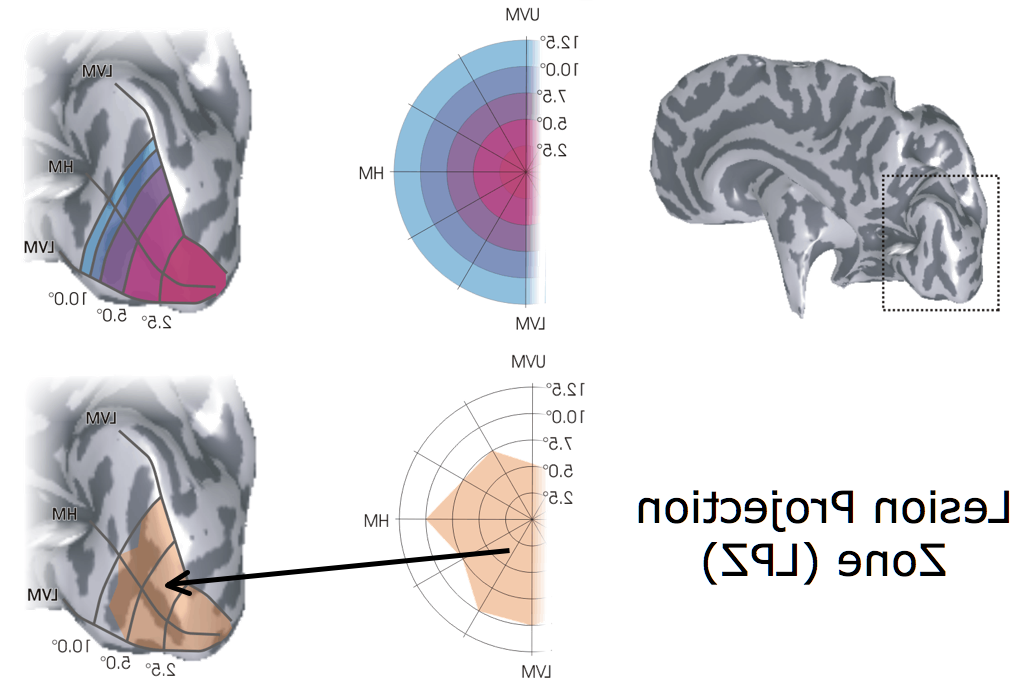 LVM
HM
LVM
10.0°
5.0°
2.5°
UVM
12.5°
10.0°
7.5°
5.0°
2.5°
HM
LVM
LVM
HM
LVM
10.0°
5.0°
2.5°
UVM
12.5°
10.0°
7.5°
5.0°
2.5°
HM
LVM
Lesion Projection
Zone (LPZ)